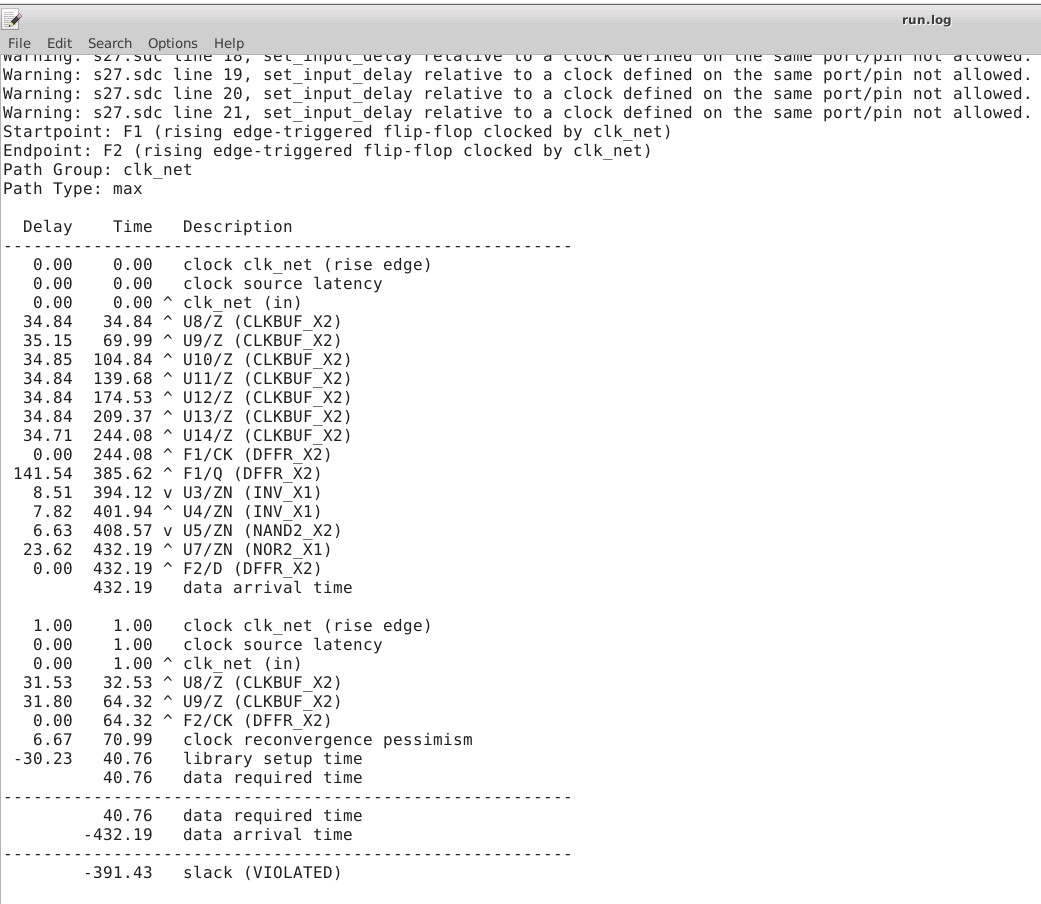 run.log
File Edit Search Options Help
Warning: s27.sdc line 18, set_input_delay relative to a clock defined on the same port/pin not allowed.
Warning: s27.sdc line 19, set_input_delay relative to a clock defined on the same port/pin not allowed.
Warning: s27.sdc line 20, set_input_delay relative to a clock defined on the same port/pin not allowed.
Warning: s27.sdc line 21, set_input_delay relative to a clock defined on the same port/pin not allowed.
Startpoint: F1 (rising edge-triggered flip-flop clocked by clk_net)
Endpoint: F2 (rising edge-triggered flip-flop clocked by clk_net)
Path Group: clk_net
Path Type: max
  Delay    Time   Description
---------------------------------------------------------
   0.00    0.00   clock clk_net (rise edge)
   0.00    0.00   clock source latency
   0.00    0.00 ^ clk_net (in)
  34.84   34.84 ^ U8/Z (CLKBUF_X2)
  35.15   69.99 ^ U9/Z (CLKBUF_X2)
  34.85  104.84 ^ U10/Z (CLKBUF_X2)
  34.84  139.68 ^ U11/Z (CLKBUF_X2)
  34.84  174.53 ^ U12/Z (CLKBUF_X2)
  34.84  209.37 ^ U13/Z (CLKBUF_X2)
  34.71  244.08 ^ U14/Z (CLKBUF_X2)
   0.00  244.08 ^ F1/CK (DFFR_X2)
 141.54  385.62 ^ F1/Q (DFFR_X2)
   8.51  394.12 v U3/ZN (INV_X1)
   7.82  401.94 ^ U4/ZN (INV_X1)
   6.63  408.57 v U5/ZN (NAND2_X2)
  23.62  432.19 ^ U7/ZN (NOR2_X1)
   0.00  432.19 ^ F2/D (DFFR_X2)
         432.19   data arrival time
   1.00    1.00   clock clk_net (rise edge)
   0.00    1.00   clock source latency
   0.00    1.00 ^ clk_net (in)
  31.53   32.53 ^ U8/Z (CLKBUF_X2)
  31.80   64.32 ^ U9/Z (CLKBUF_X2)
   0.00   64.32 ^ F2/CK (DFFR_X2)
   6.67   70.99   clock reconvergence pessimism
 -30.23   40.76   library setup time
          40.76   data required time
---------------------------------------------------------
          40.76   data required time
        -432.19   data arrival time
---------------------------------------------------------
        -391.43   slack (VIOLATED)